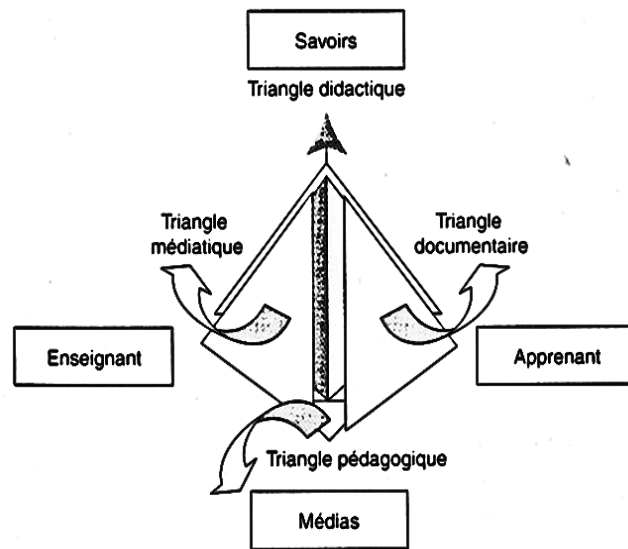 Savoirs
Triangle didactique
Triangle
médiatique
Triangle
documentaire
Enseignant
Apprenant
Triangle pédagogique
Médias